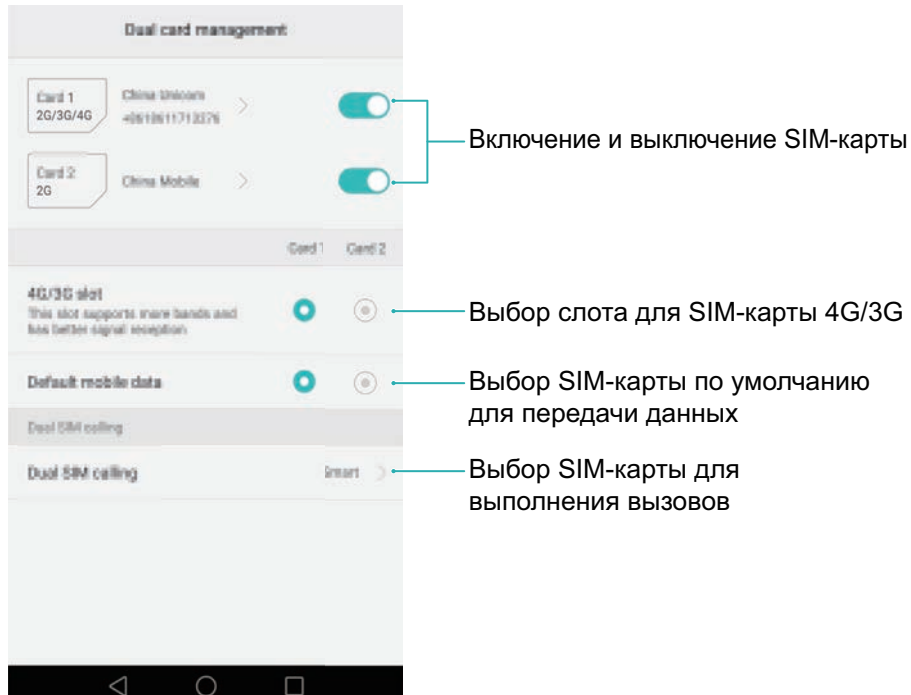 Dual card management
Card 1
2G/3G/4G
China Unicom
Включение и выключение SIM-карты
Card 2
2G
China Mobile
Card 1 Card 2
4G/3G slot
This slot supports more bands and
has better signal reception
Выбор слота для SIM-карты 4G/3G
Default mobile data
Выбор SIM-карты по умолчанию
для передачи данных
Dual SIM calling
Dual SIM calling
Smart
Выбор SIM-карты для
выполнения вызовов